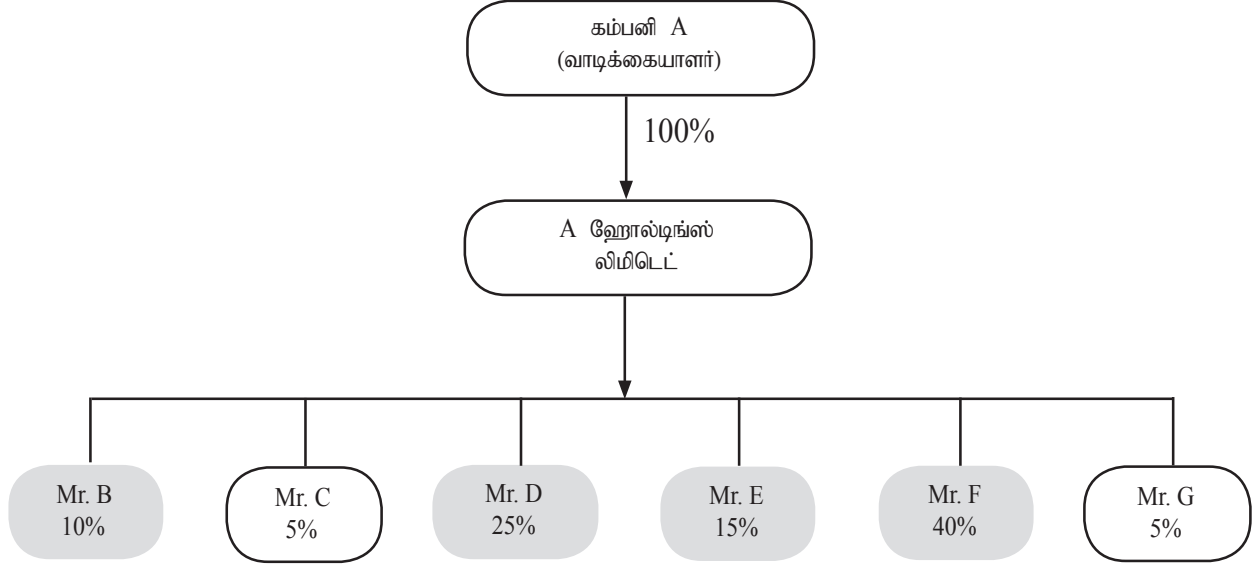 கம்பனி A
(வாடிக்கையாளர்)
100%
A ஹோல்டிங்ஸ்
லிமிடெட்
Mr. B
10%
Mr. C
5%
Mr. D
25%
Mr. E
15%
Mr. F
40%
Mr. G
5%